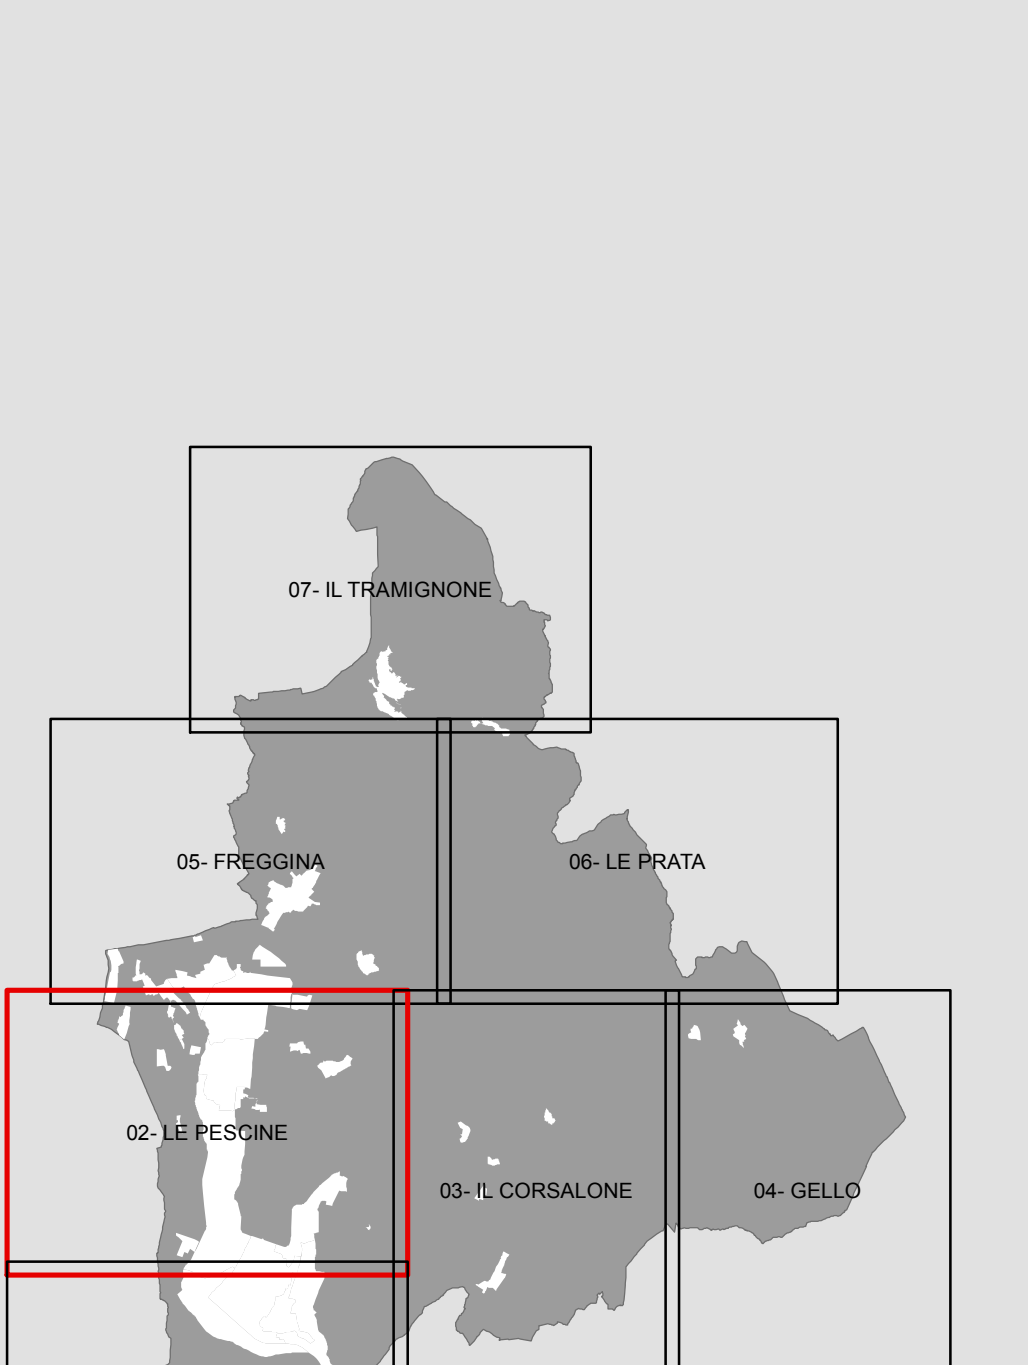 07- IL TRAMIGNONE
05- FREGGINA
06- LE PRATA
02- LE PESCINE
03- IL CORSALONE
04- GELLO